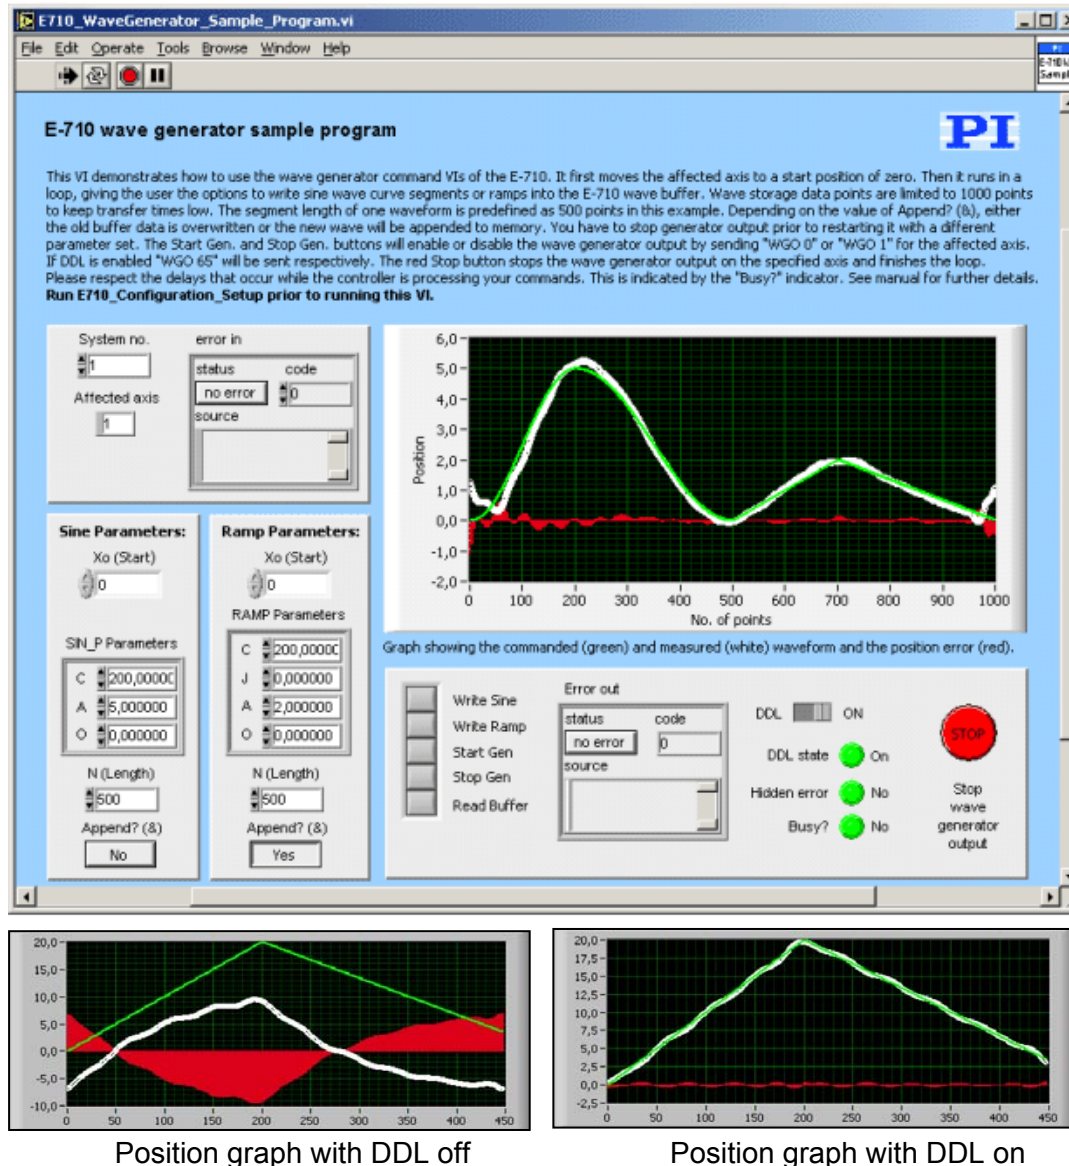 E710_WaveGenerator_Sample_Program.vi
File Edit Operate Tools Browse Window Help
PI
E-710
Sampl
E-710 wave generator sample program
PI
This VI demonstrates how to use the wave generator command VIs of the E-710. It first moves the affected axis to a start position of zero. Then it runs in a
loop, giving the user the options to write sine wave curve segments or ramps into the E-710 wave buffer. Wave storage data points are limited to 1000 points
to keep transfer times low. The segment length of one waveform is predefined as 500 points in this example. Depending on the value of Append? (&), either
the old buffer data is overwritten or the new wave will be appended to memory. You have to stop generator output prior to restarting it with a different
parameter set. The Start Gen. and Stop Gen. buttons will enable or disable the wave generator output by sending "WGO 0" or "WGO 1" for the affected axis.
If DDL is enabled "WGO 65" will be sent respectively. The red Stop button stops the wave generator output on the specified axis and finishes the loop.
Please respect the delays that occur while the controller is processing your commands. This is indicated by the "Busy?" indicator. See manual for further details.
Run E710_Configuration_Setup prior to running this VI.
System no.
1
Affected axis
1
error in
status code
no error 0
source
6,0
5,0
4,0
3,0
2,0
1,0
0,0
-1,0
-2,0
Position
0 100 200 300 400 500 600 700 800 900 1000
No. of points
Graph showing the commanded (green) and measured (white) waveform and the position error (red).
Sine Parameters:
Xo (Start)
0
SIN_P Parameters
C 200,00000
A 5,000000
O 0,000000
N (Length)
500
Append? (&)
No
Ramp Parameters:
Xo (Start)
0
RAMP Parameters
C 200,00000
J 0,000000
A 2,000000
O 0,000000
N (Length)
500
Append? (&)
Yes
Write Sine
Write Ramp
Start Gen
Stop Gen
Read Buffer
Error out
status code
no error 0
source
DDL ON
DDL state On
Hidden error No
Busy? No
STOP
Stop
wave
generator
output
20,0
15,0
10,0
5,0
0,0
-5,0
-10,0
0 50 100 150 200 250 300 350 400 450
Position graph with DDL off
20,0
17,5
15,0
12,5
10,0
7,5
5,0
2,5
0,0
-2,5
0 50 100 150 200 250 300 350 400 450
Position graph with DDL on